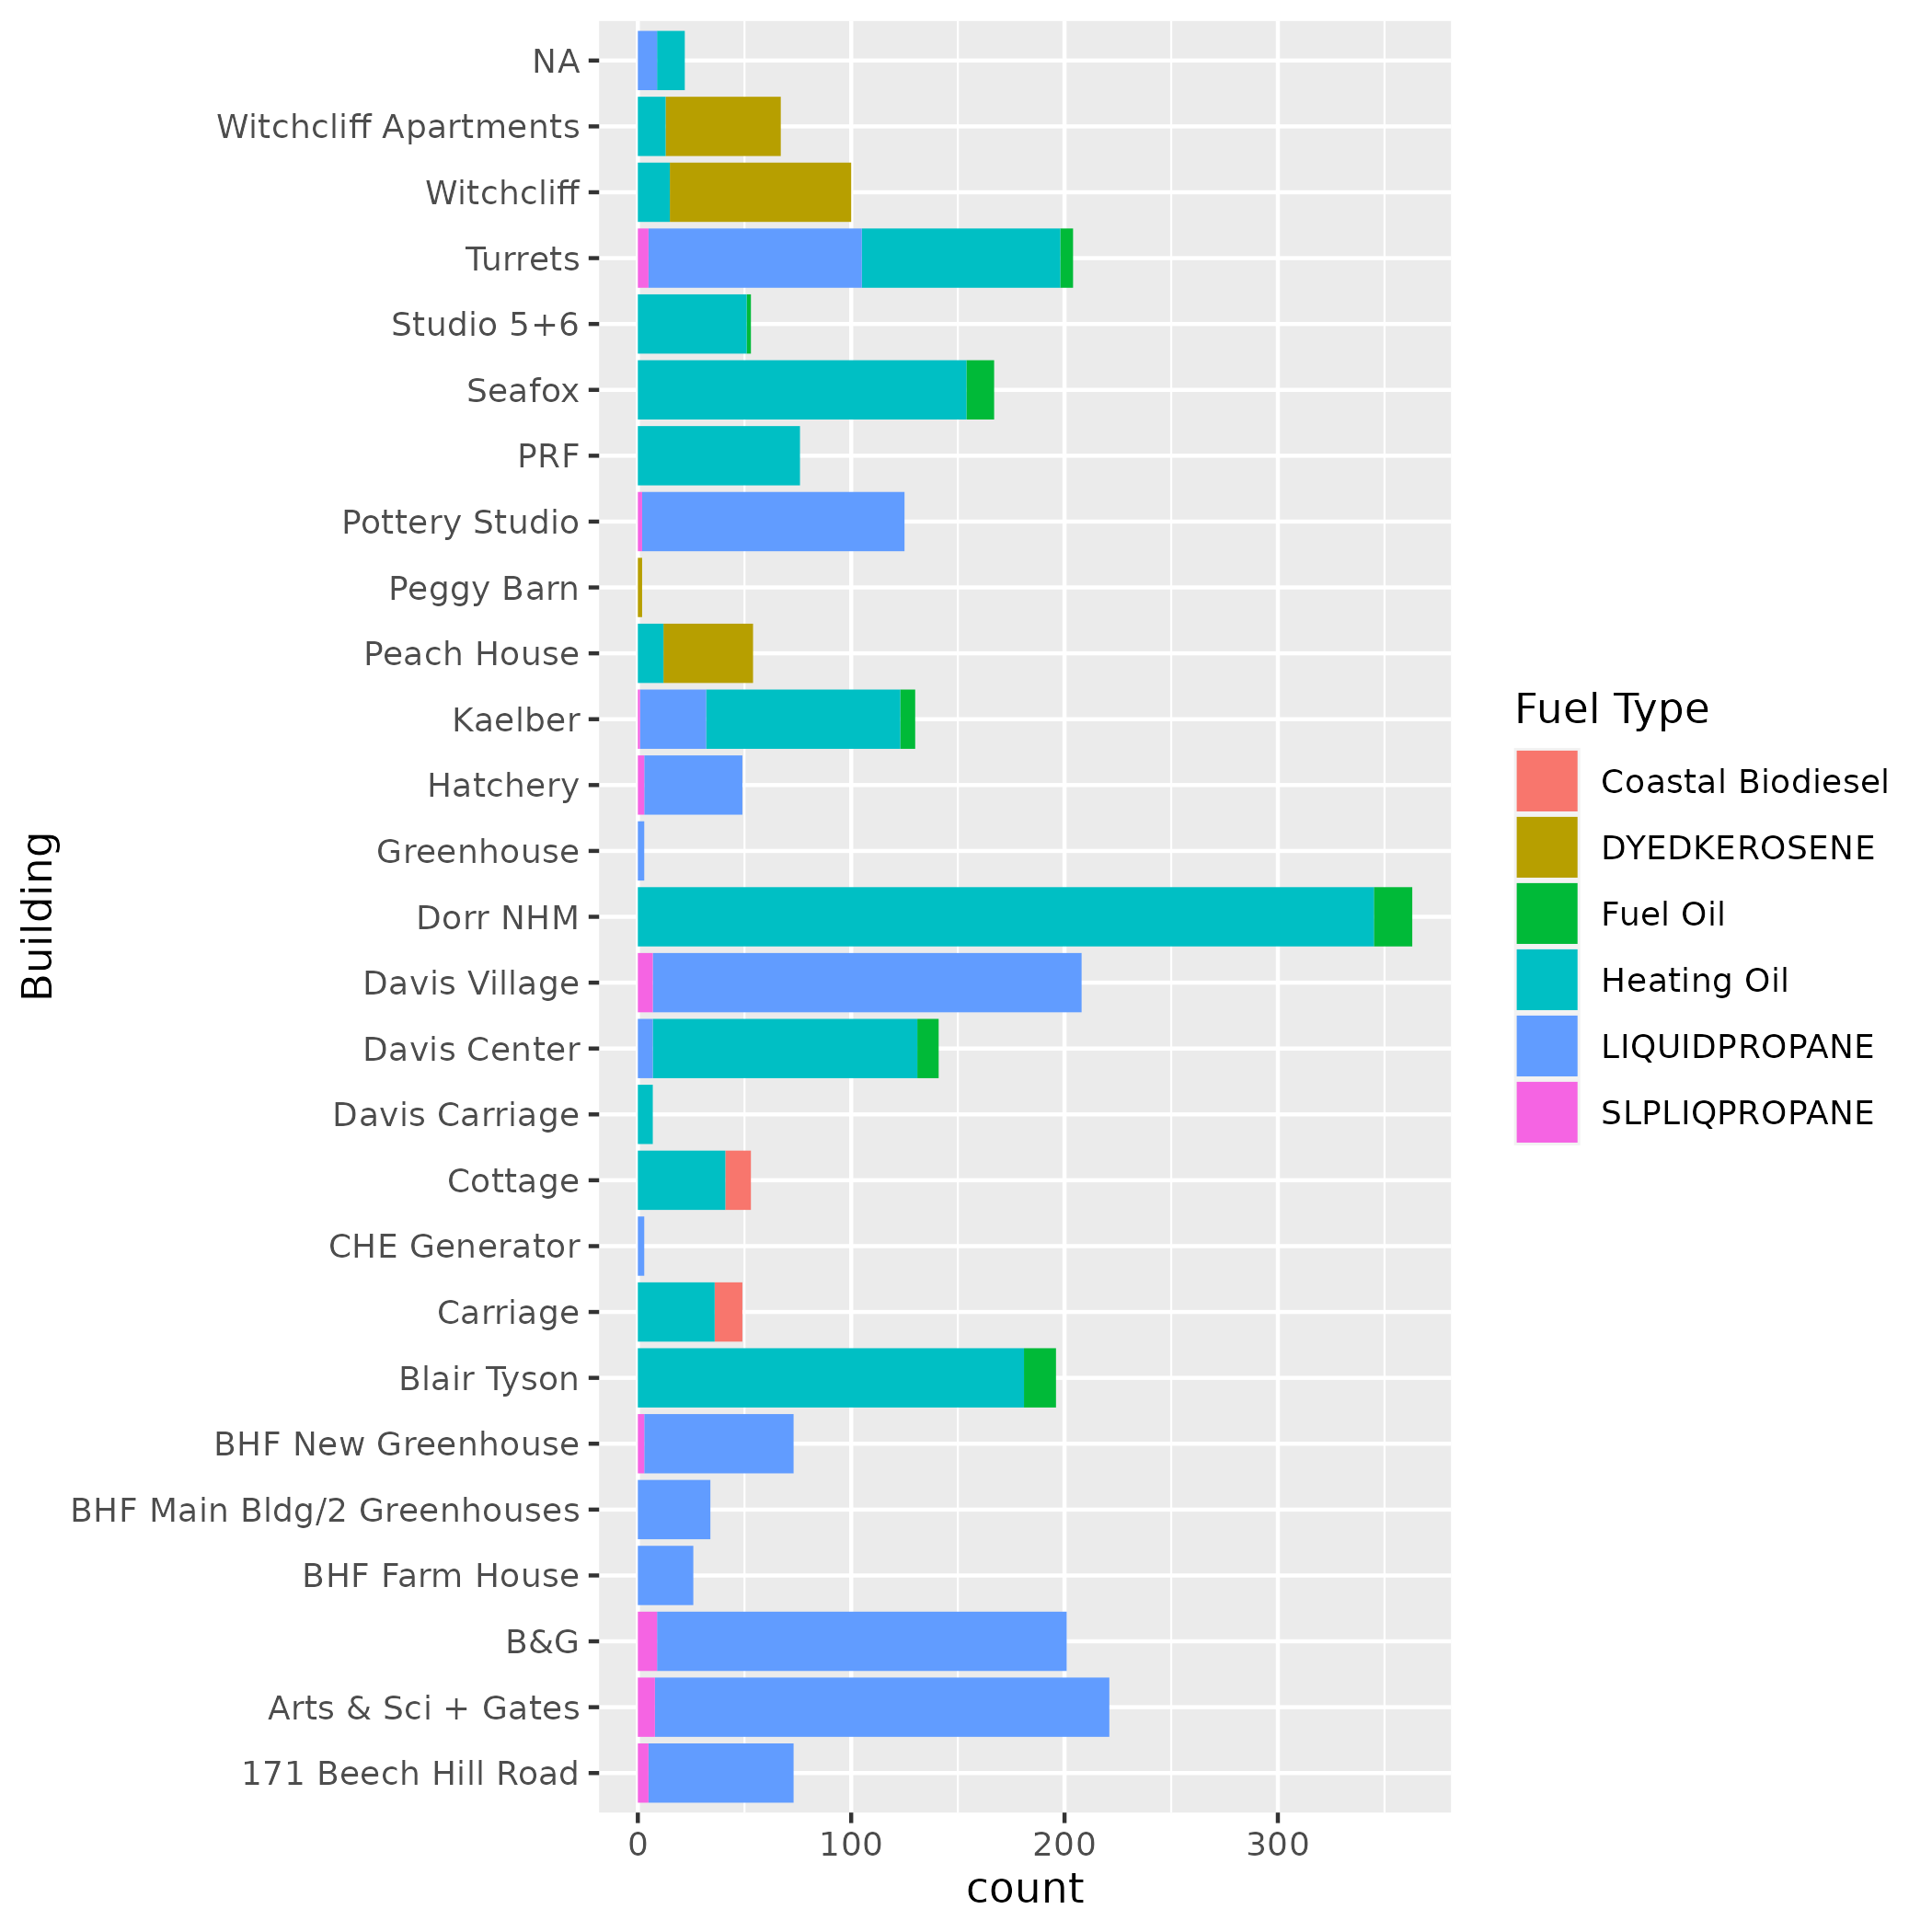 NA
Witchcliff Apartments
Witchcliff
Turrets
Studio 5+6
Seafox
PRF
Pottery Studio
Peggy Barn
Peach House
Kaelber
Hatchery
Greenhouse
Dorr NHM
Davis Village
Davis Center
Davis Carriage
Cottage
CHE Generator
Carriage
Blair Tyson
BHF New Greenhouse
BHF Main Bldg/2 Greenhouses
BHF Farm House
B&G
Arts & Sci + Gates
171 Beech Hill Road
Building
0 100 200 300
count
Fuel Type
Coastal Biodiesel
DYEDKEROSENE
Fuel Oil
Heating Oil
LIQUIDPROPANE
SLPLIQPROPANE